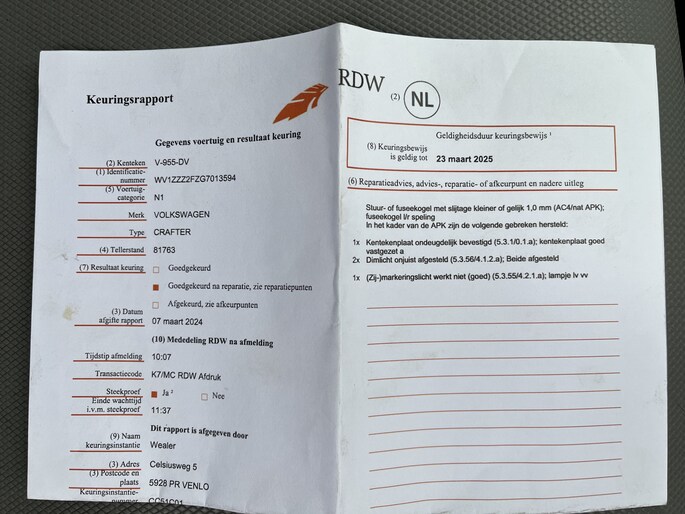 Keuringsrapport
Gegevens voertuig en resultaat keuring
(2) Kenteken V-955-DV
(1) Identificatie-
nummer WV1ZZZ2FZG7013594
(5) Voertuig-
categorie N1
Merk VOLKSWAGEN
Type CRAFTER
(4) Tellerstand 81763
(7) Resultaat keuring Goedgekeurd
Goedgekeurd na reparatie, zie reparatiepunten
Afgekeurd, zie afkeurpunten
(3) Datum
afgifte rapport 07 maart 2024
(10) Mededeling RDW na afmelding
Tijdstip afmelding 10:07
Transactiecode K7/MC RDW Afdruk
Steekproef Ja ² Nee
Einde wachttijd
i.v.m. steekproef 11:37
Dit rapport is afgegeven door
(9) Naam
keuringsinstantie Wealer
(3) Adres Celsiusweg 5
(3) Postcode en
plaats 5928 PR VENLO
Keuringsinstantie-
nummer CC51C01
RDW (2) NL
Geldigheidsduur keuringsbewijs ¹
(8) Keuringsbewijs
is geldig tot 23 maart 2025
(6) Reparatieadvies, advies-, reparatie- of afkeurpunt en nadere uitleg
Stuur- of fuseekogel met slijtage kleiner of gelijk 1,0 mm (AC4/nat APK);
fuseekogel l/r speling
In het kader van de APK zijn de volgende gebreken hersteld:
1x Kentekenplaat ondeugdelijk bevestigd (5.3.1/0.1.a); kentekenplaat goed
vastgezet a
2x Dimlicht onjuist afgesteld (5.3.56/4.1.2.a); Beide afgesteld
1x (Zij-)markeringslicht werkt niet (goed) (5.3.55/4.2.1.a); lampje lv vv